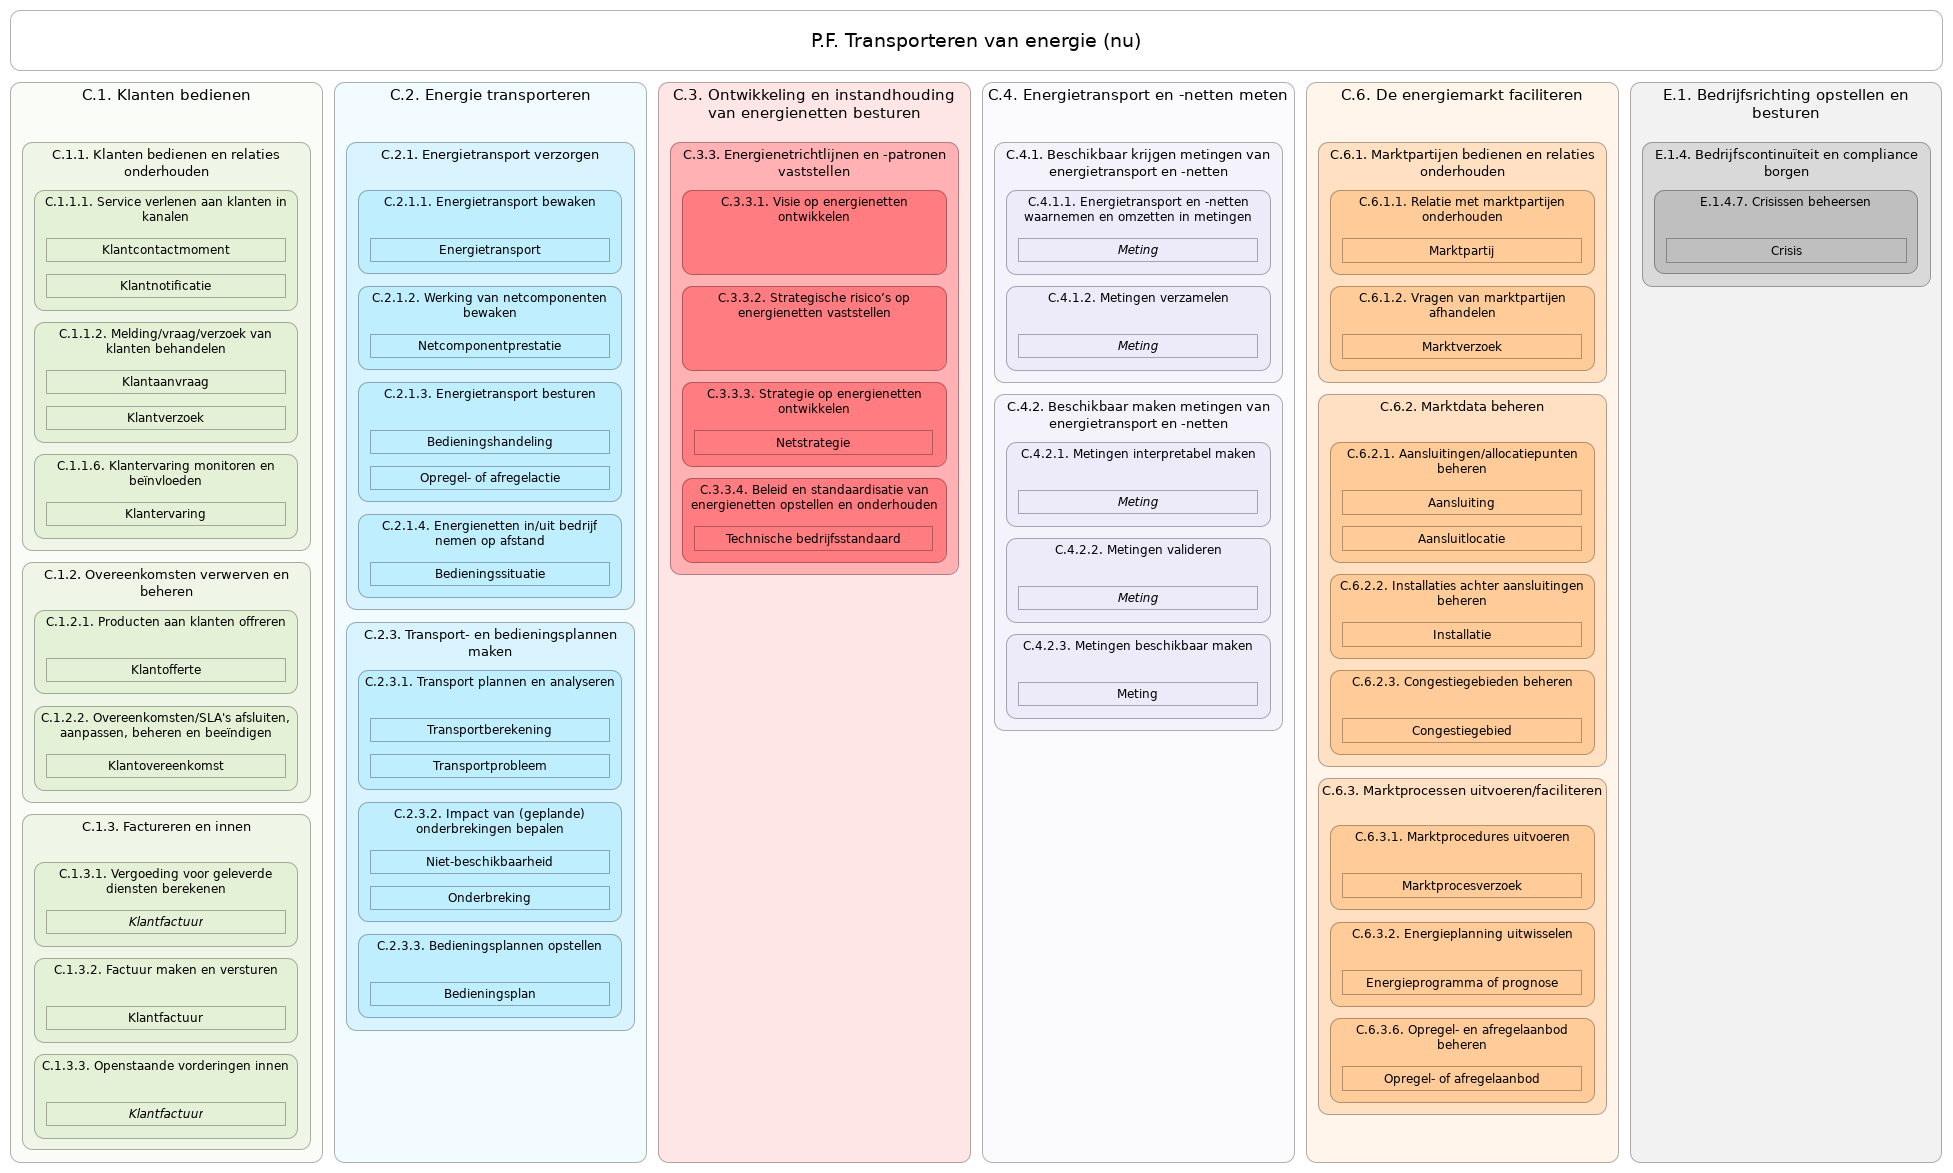 P.F. Transporteren van energie (nu)
C.1. Klanten bedienen
C.1.1. Klanten bedienen en relaties
onderhouden
C.1.1.1. Service verlenen aan klanten in
kanalen
Klantcontactmoment
Klantnotificatie
C.1.1.2. Melding/vraag/verzoek van
klanten behandelen
Klantaanvraag
Klantverzoek
C.1.1.6. Klantervaring monitoren en
beïnvloeden
Klantervaring
C.1.2. Overeenkomsten verwerven en
beheren
C.1.2.1. Producten aan klanten offreren
Klantofferte
C.1.2.2. Overeenkomsten/SLA's afsluiten,
aanpassen, beheren en beeïndigen
Klantovereenkomst
C.1.3. Factureren en innen
C.1.3.1. Vergoeding voor geleverde
diensten berekenen
Klantfactuur
C.1.3.2. Factuur maken en versturen
Klantfactuur
C.1.3.3. Openstaande vorderingen innen
Klantfactuur
C.2. Energie transporteren
C.2.1. Energietransport verzorgen
C.2.1.1. Energietransport bewaken
Energietransport
C.2.1.2. Werking van netcomponenten
bewaken
Netcomponentprestatie
C.2.1.3. Energietransport besturen
Bedieningshandeling
Opregel- of afregelactie
C.2.1.4. Energienetten in/uit bedrijf
nemen op afstand
Bedieningssituatie
C.2.3. Transport- en bedieningsplannen
maken
C.2.3.1. Transport plannen en analyseren
Transportberekening
Transportprobleem
C.2.3.2. Impact van (geplande)
onderbrekingen bepalen
Niet-beschikbaarheid
Onderbreking
C.2.3.3. Bedieningsplannen opstellen
Bedieningsplan
C.3. Ontwikkeling en instandhouding
van energienetten besturen
C.3.3. Energienetrichtlijnen en -patronen
vaststellen
C.3.3.1. Visie op energienetten
ontwikkelen
C.3.3.2. Strategische risico’s op
energienetten vaststellen
C.3.3.3. Strategie op energienetten
ontwikkelen
Netstrategie
C.3.3.4. Beleid en standaardisatie van
energienetten opstellen en onderhouden
Technische bedrijfsstandaard
C.4. Energietransport en -netten meten
C.4.1. Beschikbaar krijgen metingen van
energietransport en -netten
C.4.1.1. Energietransport en -netten
waarnemen en omzetten in metingen
Meting
C.4.1.2. Metingen verzamelen
Meting
C.4.2. Beschikbaar maken metingen van
energietransport en -netten
C.4.2.1. Metingen interpretabel maken
Meting
C.4.2.2. Metingen valideren
Meting
C.4.2.3. Metingen beschikbaar maken
Meting
C.6. De energiemarkt faciliteren
C.6.1. Marktpartijen bedienen en relaties
onderhouden
C.6.1.1. Relatie met marktpartijen
onderhouden
Marktpartij
C.6.1.2. Vragen van marktpartijen
afhandelen
Marktverzoek
C.6.2. Marktdata beheren
C.6.2.1. Aansluitingen/allocatiepunten
beheren
Aansluiting
Aansluitlocatie
C.6.2.2. Installaties achter aansluitingen
beheren
Installatie
C.6.2.3. Congestiegebieden beheren
Congestiegebied
C.6.3. Marktprocessen uitvoeren/faciliteren
C.6.3.1. Marktprocedures uitvoeren
Marktprocesverzoek
C.6.3.2. Energieplanning uitwisselen
Energieprogramma of prognose
C.6.3.6. Opregel- en afregelaanbod
beheren
Opregel- of afregelaanbod
E.1. Bedrijfsrichting opstellen en
besturen
E.1.4. Bedrijfscontinuïteit en compliance
borgen
E.1.4.7. Crisissen beheersen
Crisis